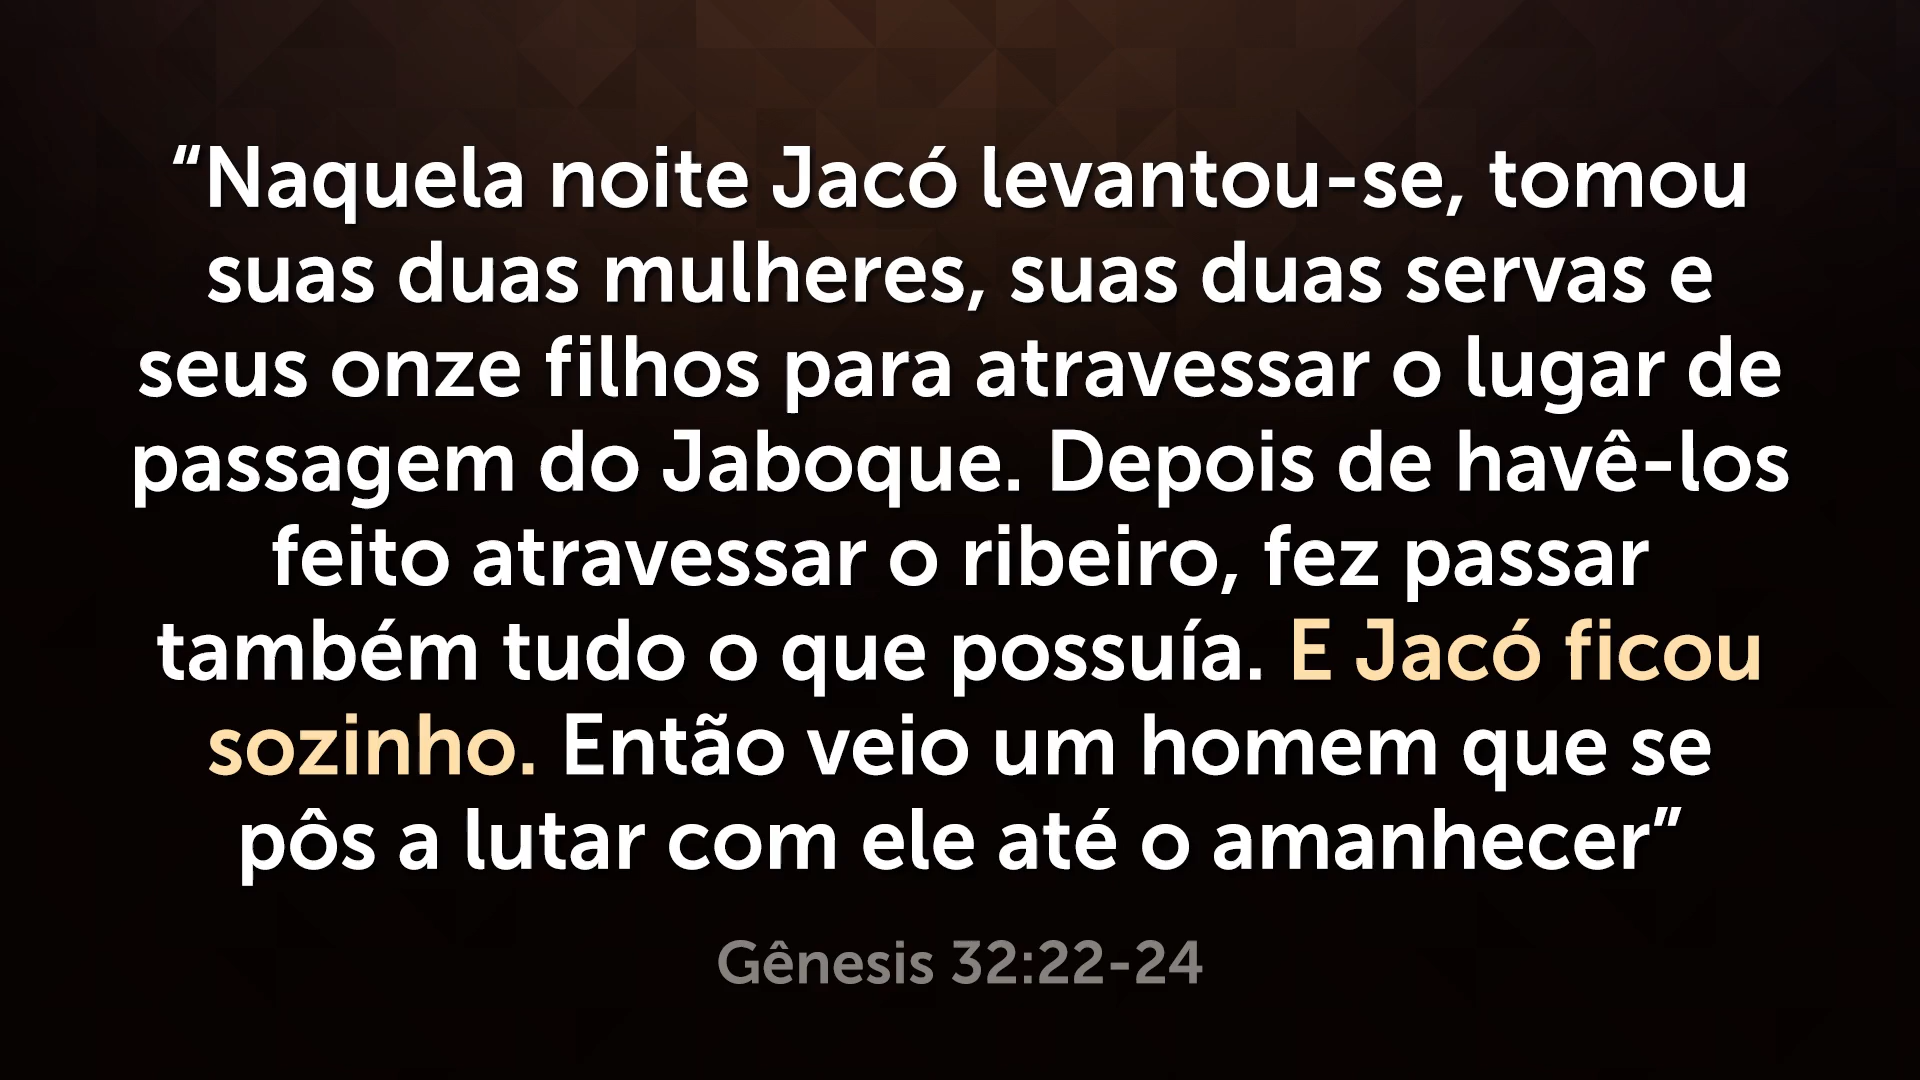 “Naquela noite Jacó levantou-se, tomou
suas duas mulheres, suas duas servas e
seus onze filhos para atravessar o lugar de
passagem do Jaboque. Depois de havê-los
feito atravessar o ribeiro, fez passar
também tudo o que possuía. E Jacó ficou
sozinho. Então veio um homem que se
pôs a lutar com ele até o amanhecer”
Gênesis 32:22-24